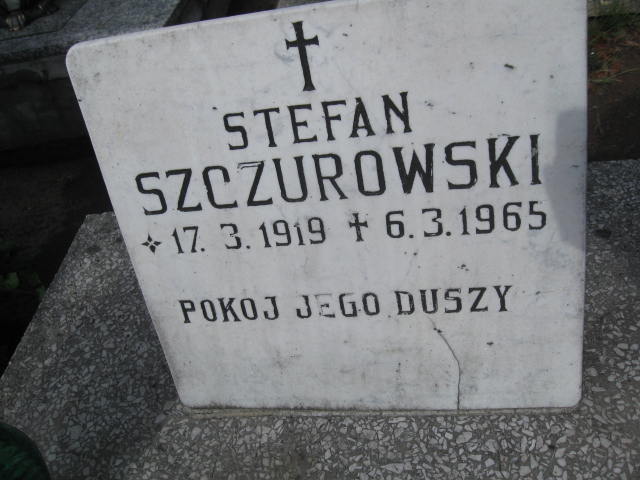 STEFAN
SZCZUROWSKI
17. 3. 1919 6.3.1965
POKOJ JEGO DUSZY